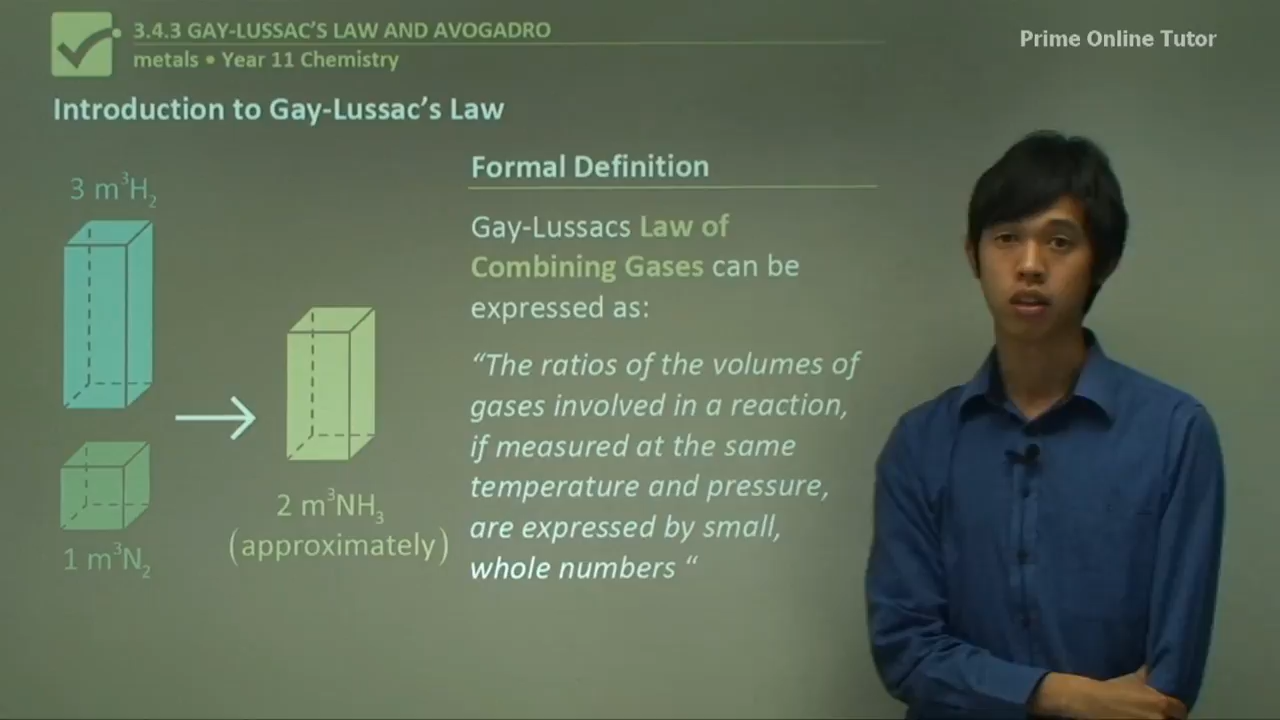 3.4.3 GAY-LUSSAC'S LAW AND AVOGADRO
metals • Year 11 Chemistry
Prime Online Tutor
Introduction to Gay-Lussac's Law
3 m³H₂
1 m³N₂
2 m³NH₃
(approximately)
Formal Definition
Gay-Lussacs Law of
Combining Gases can be
expressed as:
“The ratios of the volumes of
gases involved in a reaction,
if measured at the same
temperature and pressure,
are expressed by small,
whole numbers “